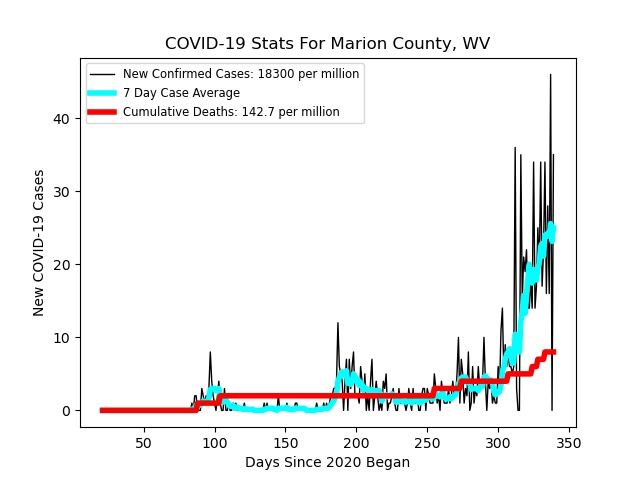 COVID-19 Stats For Marion County, WV
New Confirmed Cases: 18300 per million
7 Day Case Average
Cumulative Deaths: 142.7 per million
New COVID-19 Cases
40
30
20
10
0
50 100 150 200 250 300 350
Days Since 2020 Began